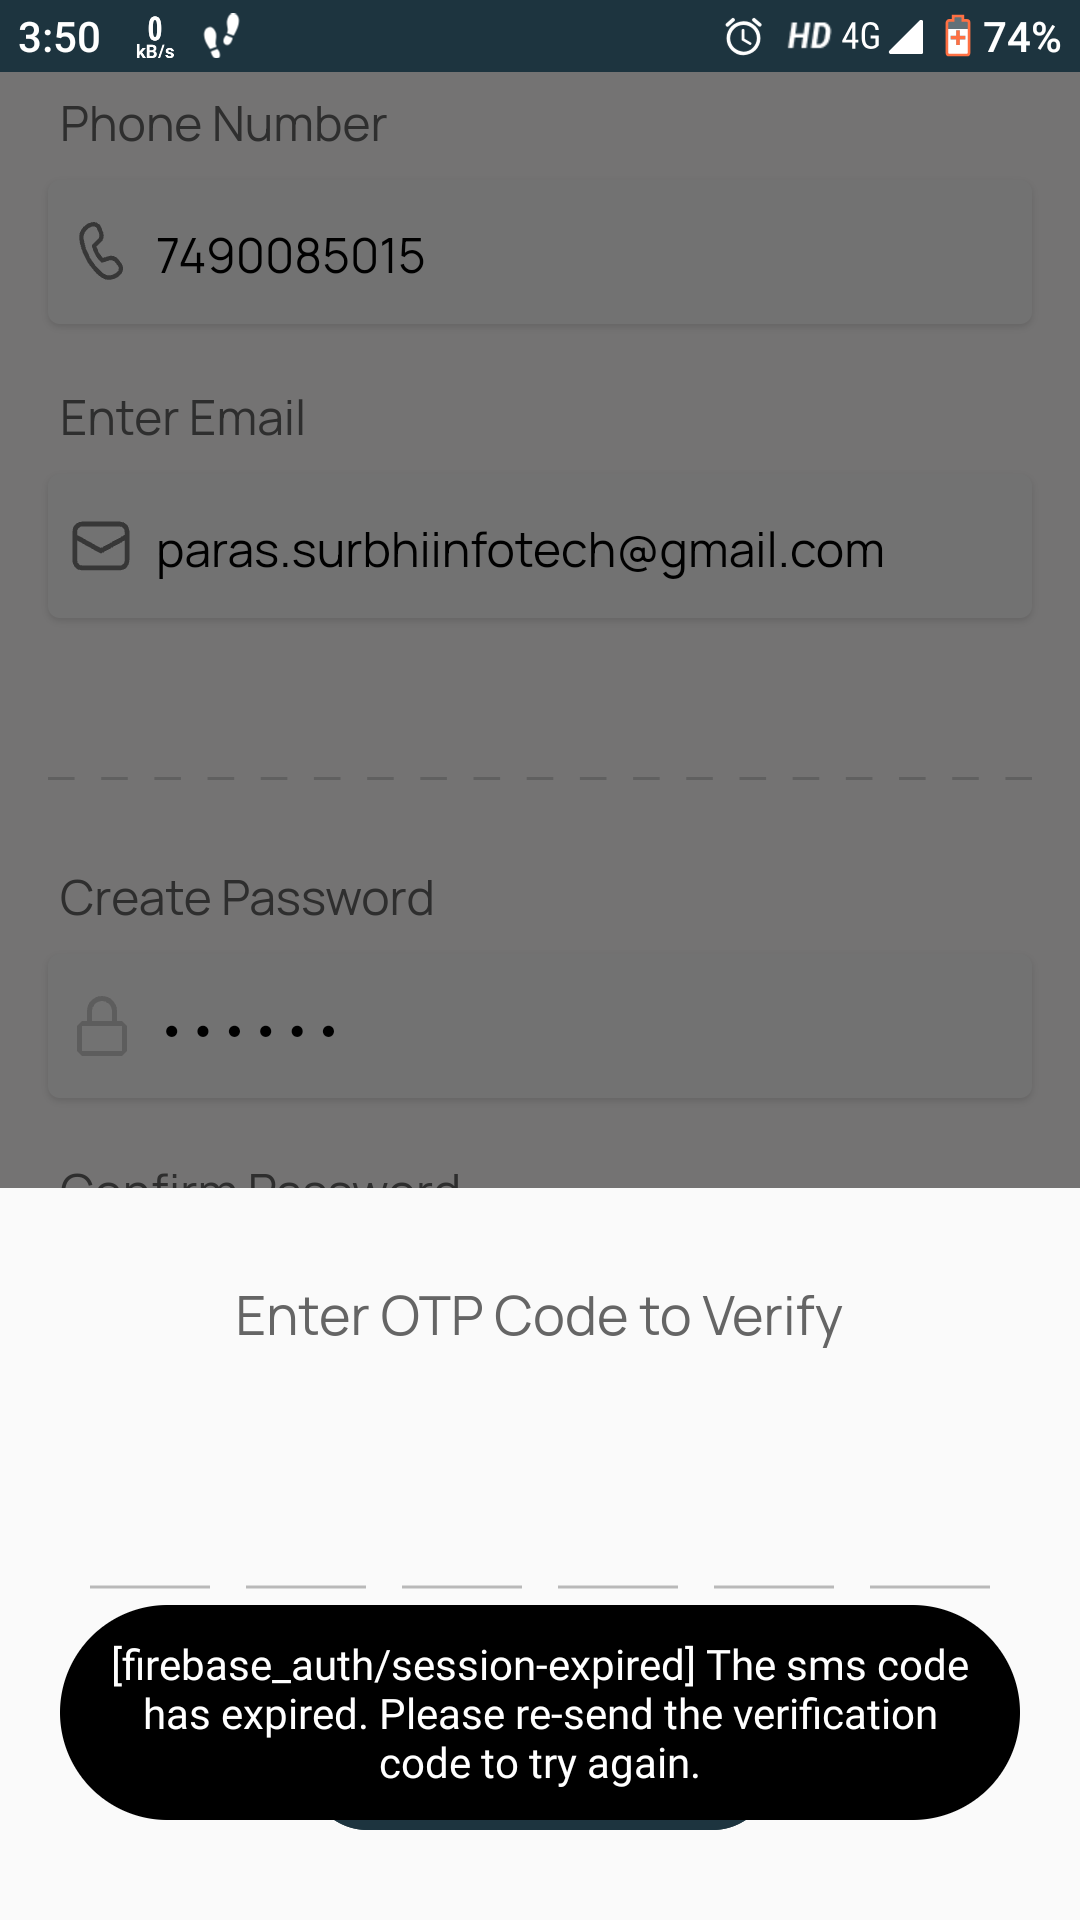 3:50 0 kB/s HD 4G 74%
Phone Number
7490085015
Enter Email
paras.surbhiinfotech@gmail.com
Create Password
••••••
Confirm Password
Enter OTP Code to Verify
[firebase_auth/session-expired] The sms code
has expired. Please re-send the verification
code to try again.